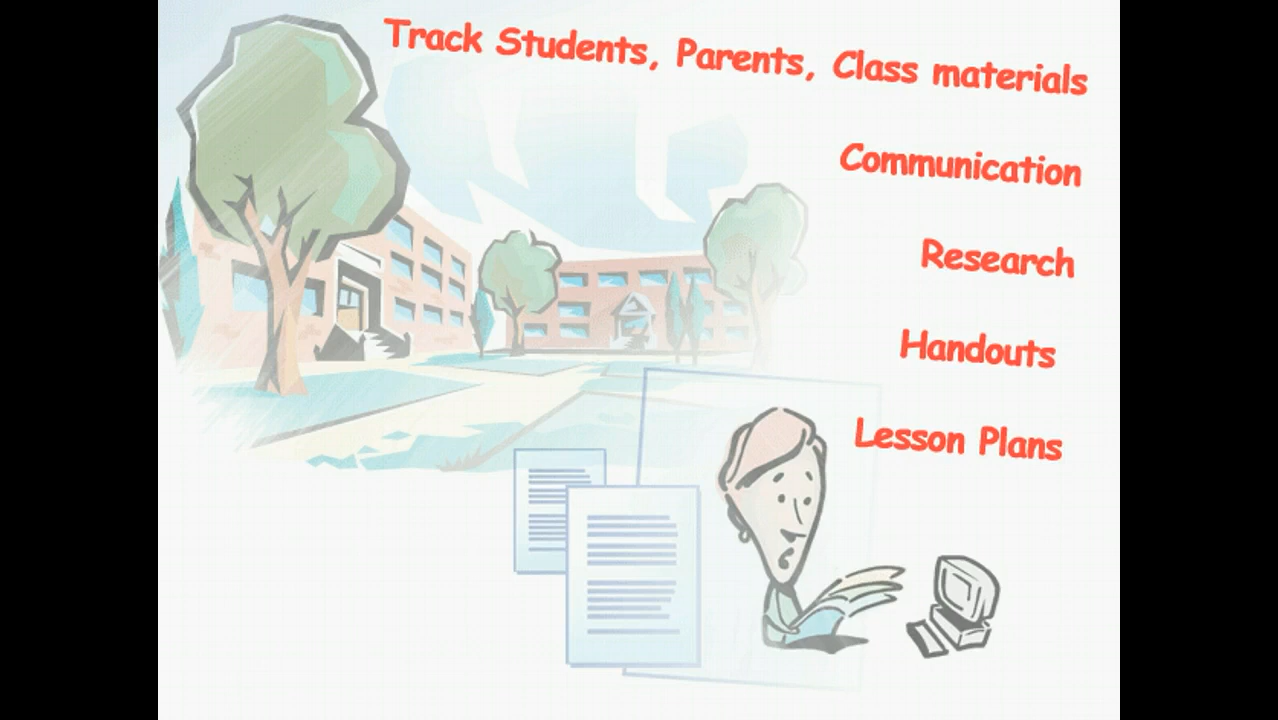 Track Students, Parents, Class materials
Communication
Research
Handouts
Lesson Plans